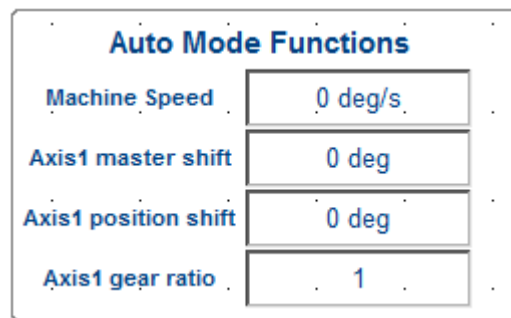 Auto Mode Functions
Machine Speed 0 deg/s
Axis1 master shift 0 deg
Axis1 position shift 0 deg
Axis1 gear ratio 1